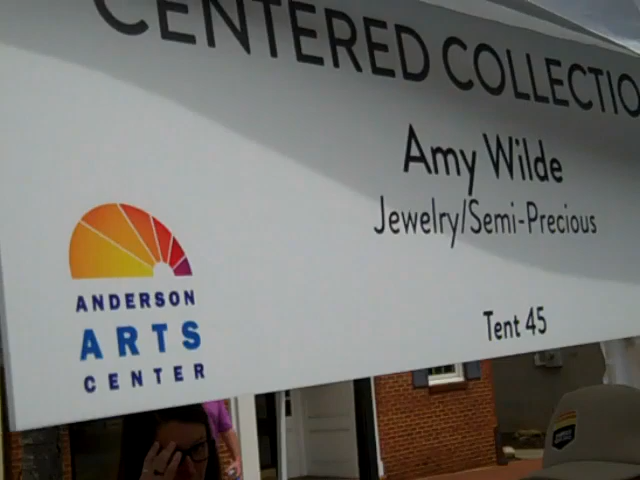 CENTERED COLLECTIO
Amy Wilde
Jewelry/Semi-Precious
Tent 45
ANDERSON
ARTS
CENTER